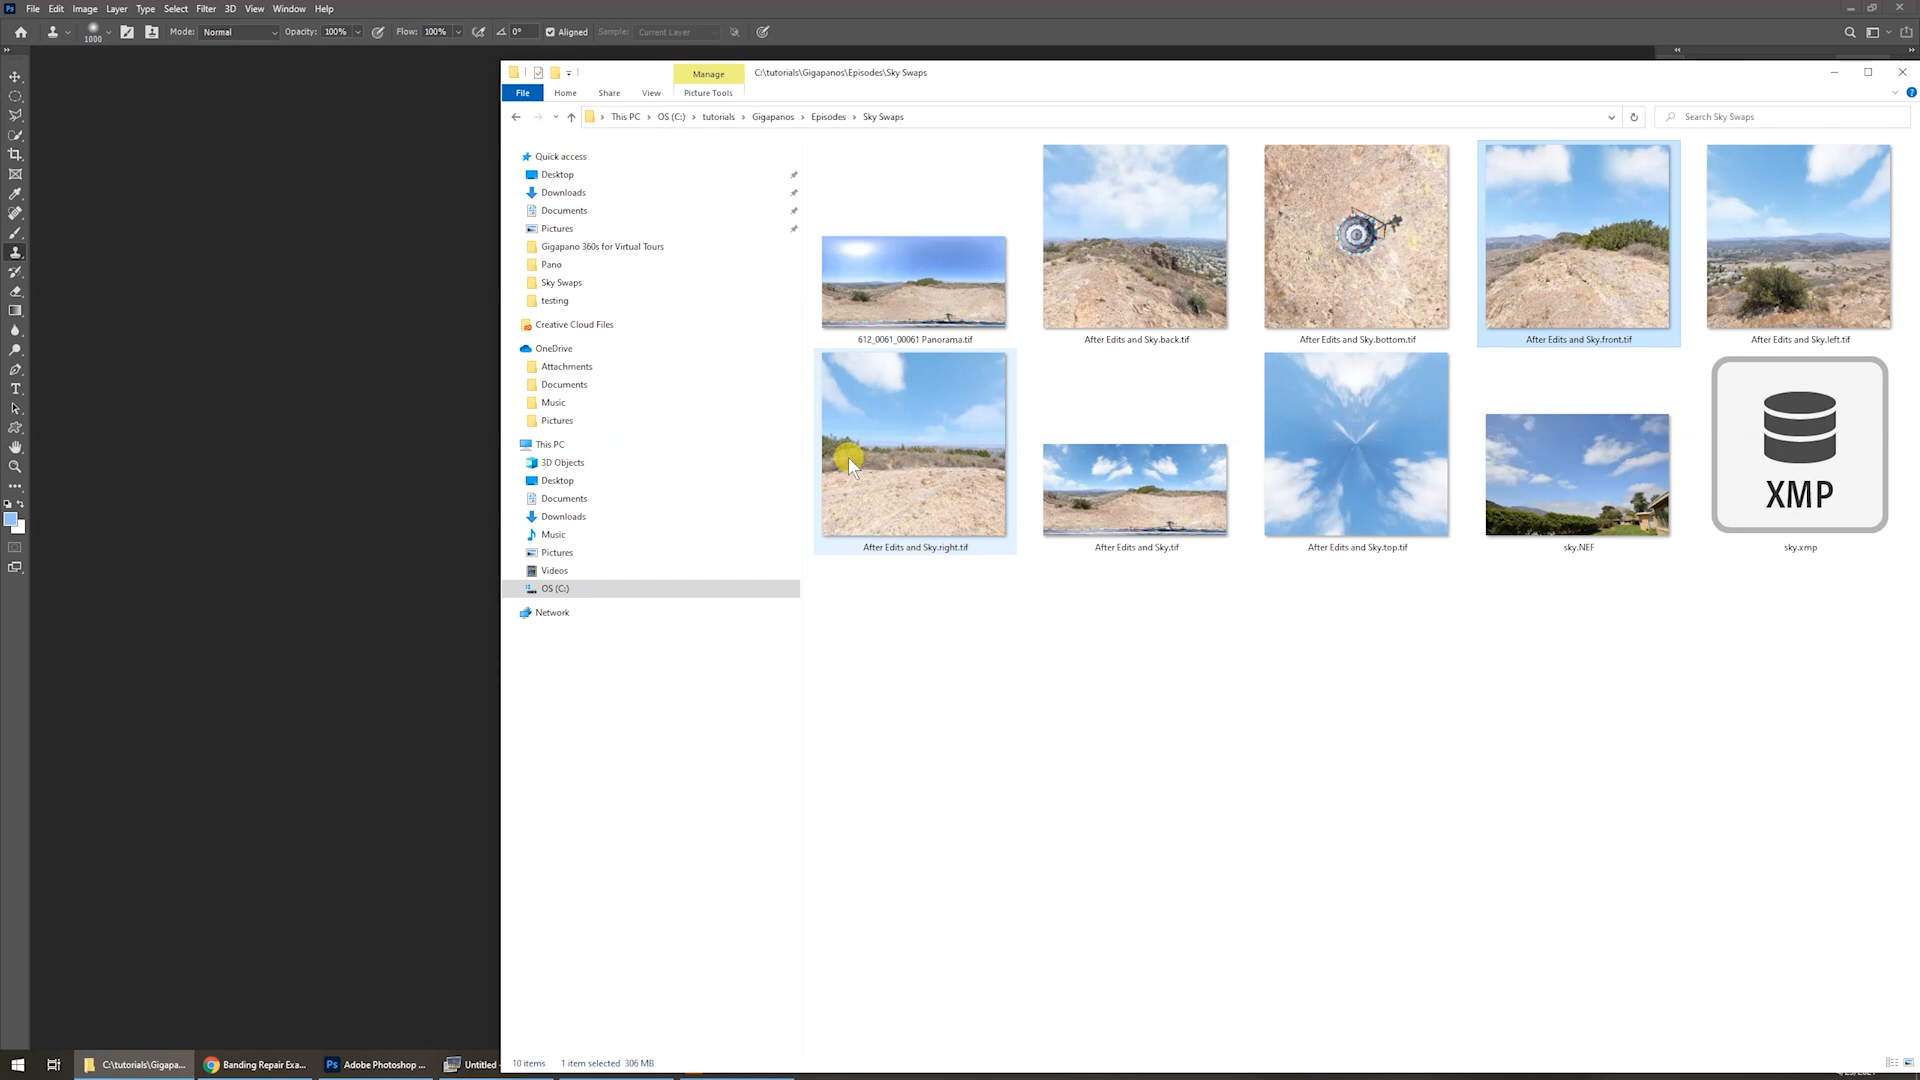 Ps File Edit Image Layer Type Select Filter 3D View Window Help
1000 Mode: Normal Opacity: 100% Flow: 100% 0° Aligned Sample: Current Layer
Manage C:\tutorials\Gigapanos\Episodes\Sky Swaps
File Home Share View Picture Tools
This PC OS (C:) tutorials Gigapanos Episodes Sky Swaps Search Sky Swaps
Quick access
Desktop
Downloads
Documents
Pictures
Gigapano 360s for Virtual Tours
Pano
Sky Swaps
testing
Creative Cloud Files
OneDrive
Attachments
Documents
Music
Pictures
This PC
3D Objects
Desktop
Documents
Downloads
Music
Pictures
Videos
OS (C:)
Network
612_0061_00061 Panorama.tif After Edits and Sky.back.tif After Edits and Sky.bottom.tif After Edits and Sky.front.tif After Edits and Sky.left.tif
XMP
After Edits and Sky.right.tif After Edits and Sky.tif After Edits and Sky.top.tif sky.NEF sky.xmp
10 items 1 item selected 306 MB
C:\tutorials\Gigapa... Banding Repair Exa... Ps Adobe Photoshop ... Untitled -